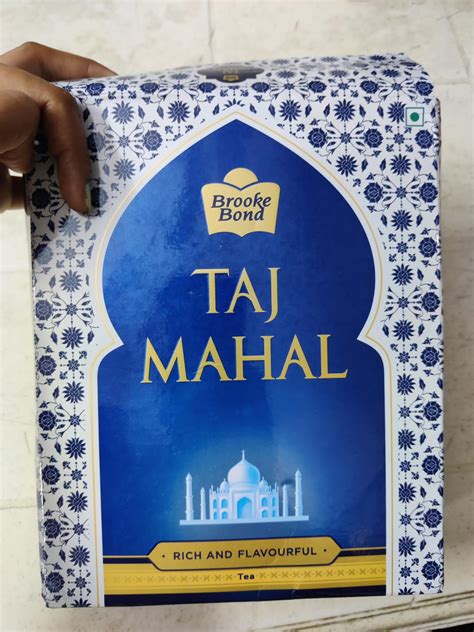 Brooke
Bond
TAJ
MAHAL
RICH AND FLAVOURFUL
Tea